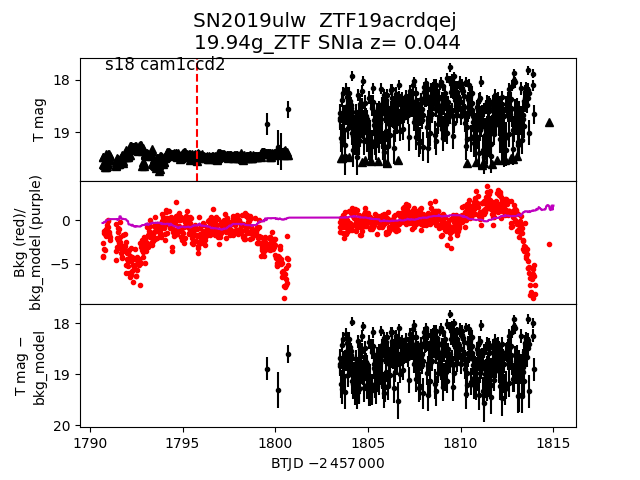 SN2019ulw  ZTF19acrdqej
19.94g_ZTF SNIa z= 0.044
s18 cam1ccd2
T mag
18
19
Bkg (red)/
bkg_model (purple)
0
−5
T mag −
bkg_model
18
19
20
1790 1795 1800 1805 1810 1815
BTJD −2 457 000